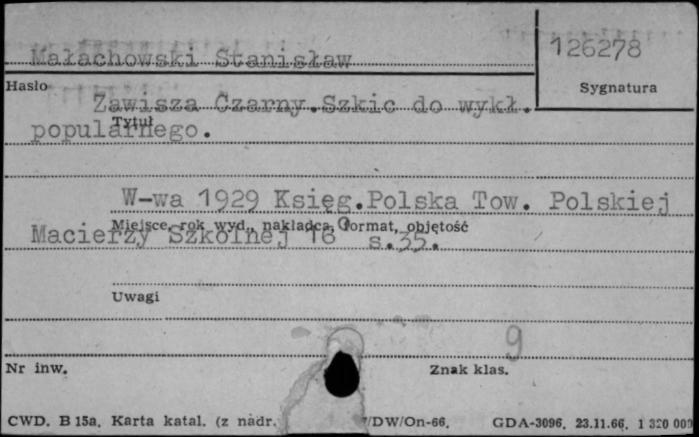 Małachowski Stanisław
126278
Hasło
Sygnatura
Zawisza Czarny.Szkic do wykł.
Tytuł
popularnego.
W-wa 1929 Księg.Polska Tow. Polskiej
Miejsce, rok wyd., nakładca, format, objętość
Macierzy Szkolnej 16° s.35.
Uwagi
9
Nr inw.
Znak klas.
CWD. B 15a. Karta katal. (z nadr. /DW/On-66. GDA-3096. 23.11.66. 1 320 000